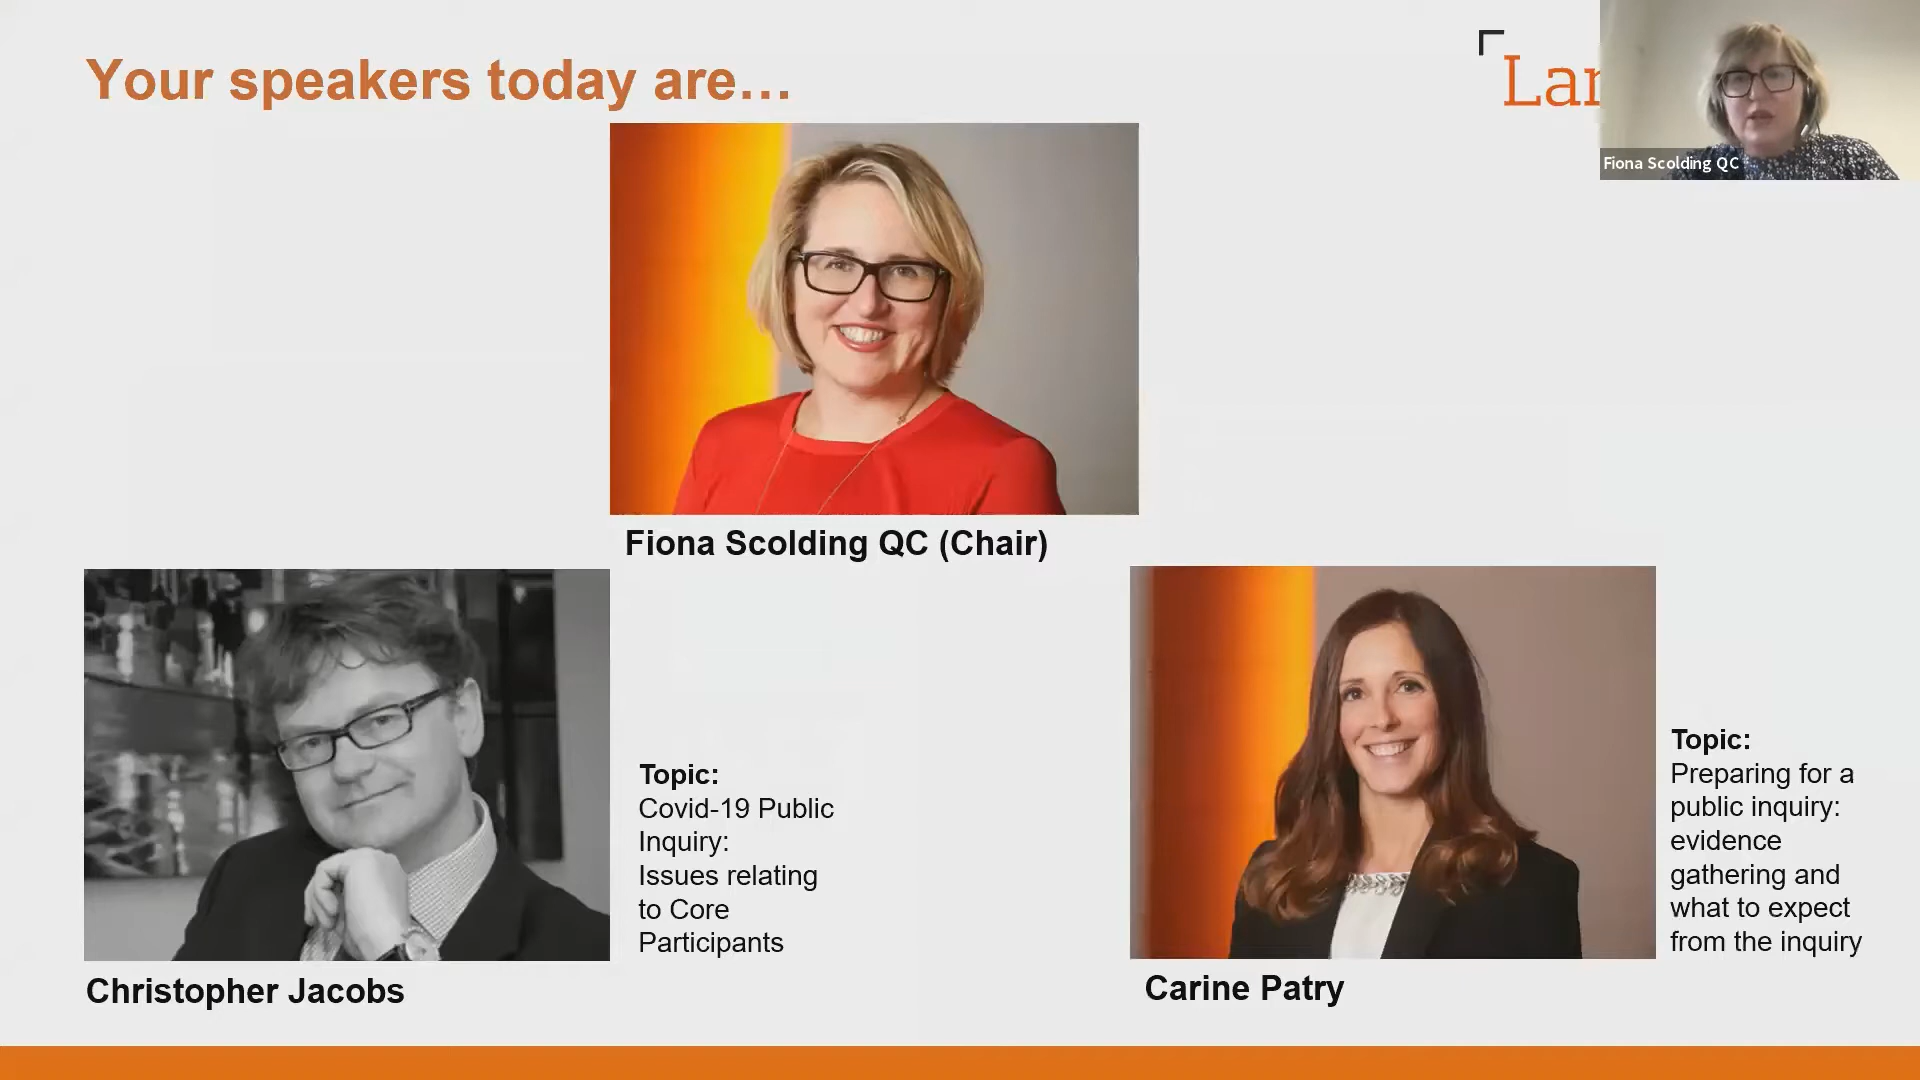 Your speakers today are…
Lar
Fiona Scolding QC
Fiona Scolding QC (Chair)
Topic:
Covid-19 Public
Inquiry:
Issues relating
to Core
Participants
Christopher Jacobs
Topic:
Preparing for a
public inquiry:
evidence
gathering and
what to expect
from the inquiry
Carine Patry